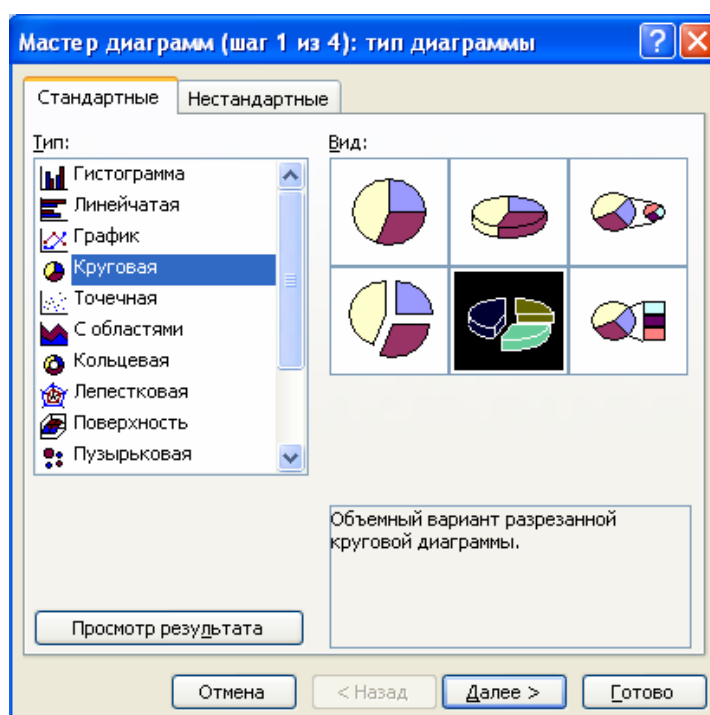 Мастер диаграмм (шаг 1 из 4): тип диаграммы
Стандартные
Нестандартные
Тип:
Вид:
Гистограмма
Линейчатая
График
Круговая
Точечная
С областями
Кольцевая
Лепестковая
Поверхность
Пузырьковая
Объемный вариант разрезанной
круговой диаграммы.
Просмотр результата
Отмена
< Назад
Далее >
Готово